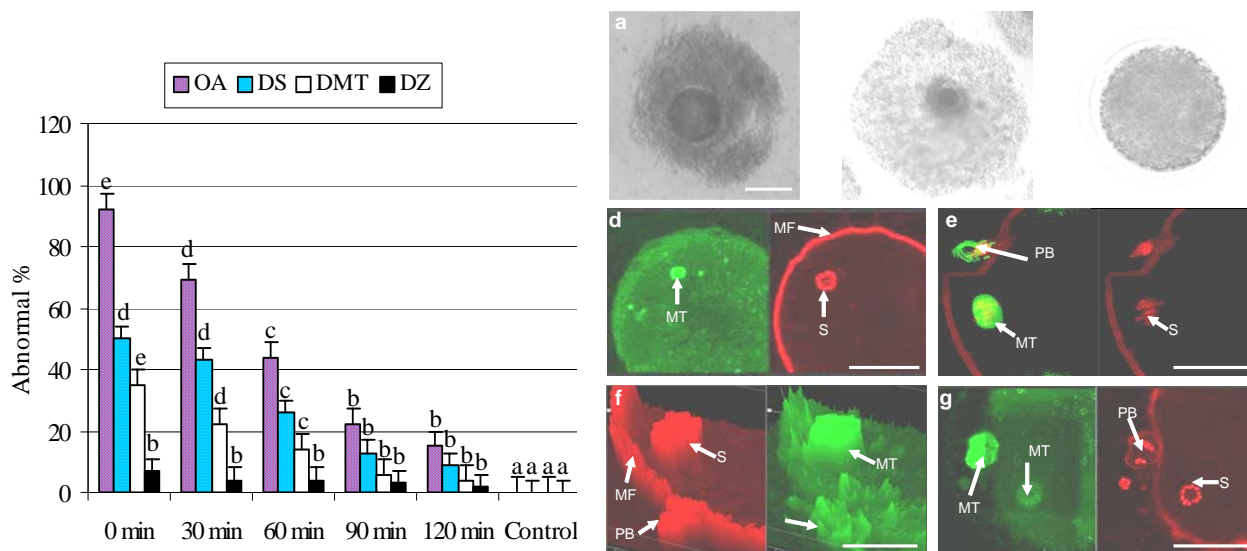 OA DS DMT DZ
Abnormal %
120
100
80
60
40
20
0
e
d
e
b
d
d
d
b
c
c
c
b
b
b
b
b
b
b
b
b
a a a a
0 min 30 min 60 min 90 min 120 min Control
a
d
MT
MF
S
e
PB
MT
S
f
MF
S
PB
MT
g
MT
MT
PB
S